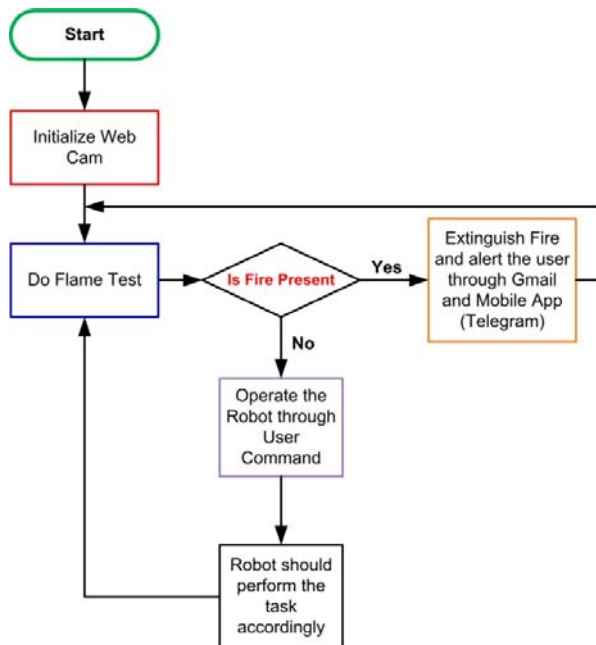 Start
Initialize Web
Cam
Do Flame Test
Is Fire Present
Yes
Extinguish Fire
and alert the user
through Gmail
and Mobile App
(Telegram)
No
Operate the
Robot through
User
Command
Robot should
perform the
task
accordingly